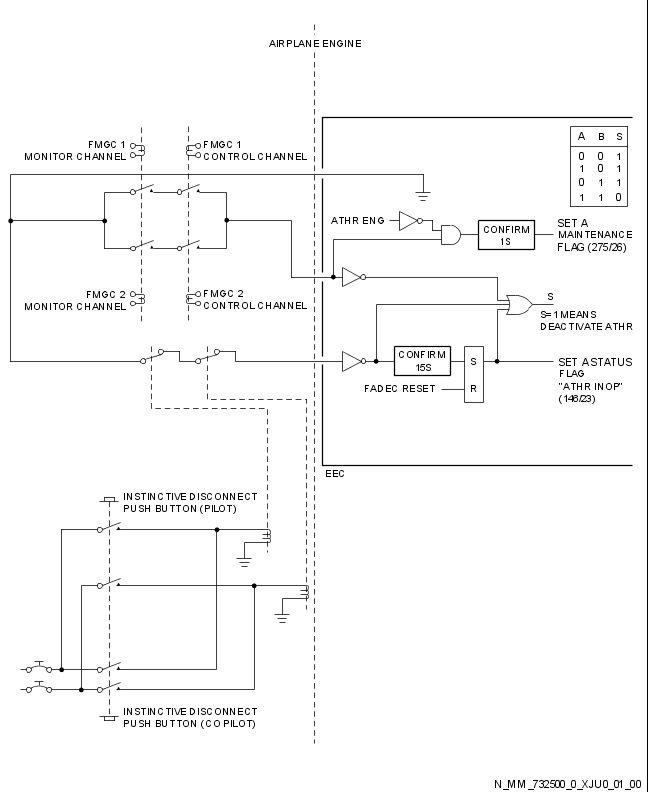 AIRPLANE ENGINE
FMGC 1
MONITOR CHANNEL
FMGC 1
CONTROL CHANNEL
A B S
0 0 1
1 0 1
0 1 1
1 1 0
ATHR ENG
CONFIRM
1S
SET A
MAINTENANCE
FLAG (275/26)
FMGC 2
MONITOR CHANNEL
FMGC 2
CONTROL CHANNEL
S
S=1 MEANS
DEACTIVATE ATHR
CONFIRM
15S
S
R
FADEC RESET
SET A STATUS
FLAG
"ATHR INOP"
(146/23)
EEC
INSTINCTIVE DISCONNECT
PUSH BUTTON (PILOT)
INSTINCTIVE DISCONNECT
PUSH BUTTON (CO PILOT)
N_MM_732500_0_XJU0_01_00